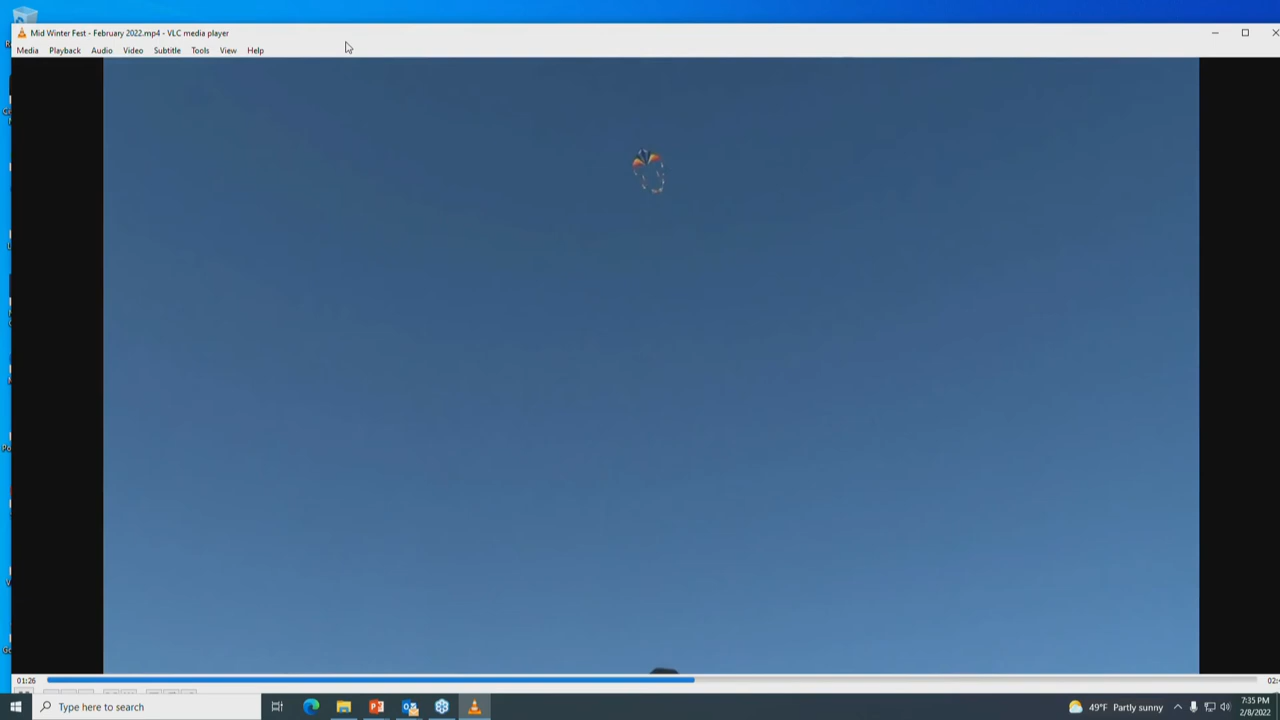 Mid Winter Fest - February 2022.mp4 - VLC media player
Media Playback Audio Video Subtitle Tools View Help
01:26
Type here to search
49°F Partly sunny
7:35 PM
2/8/2022